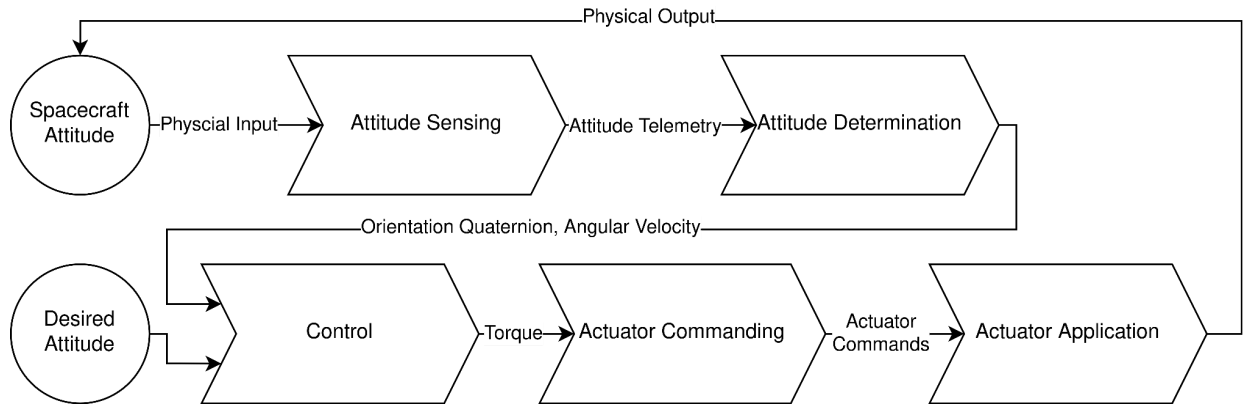 Physical Output
Spacecraft
Attitude
Physcial Input
Attitude Sensing
Attitude Telemetry
Attitude Determination
Orientation Quaternion, Angular Velocity
Desired
Attitude
Control
Torque
Actuator Commanding
Actuator
Commands
Actuator Application